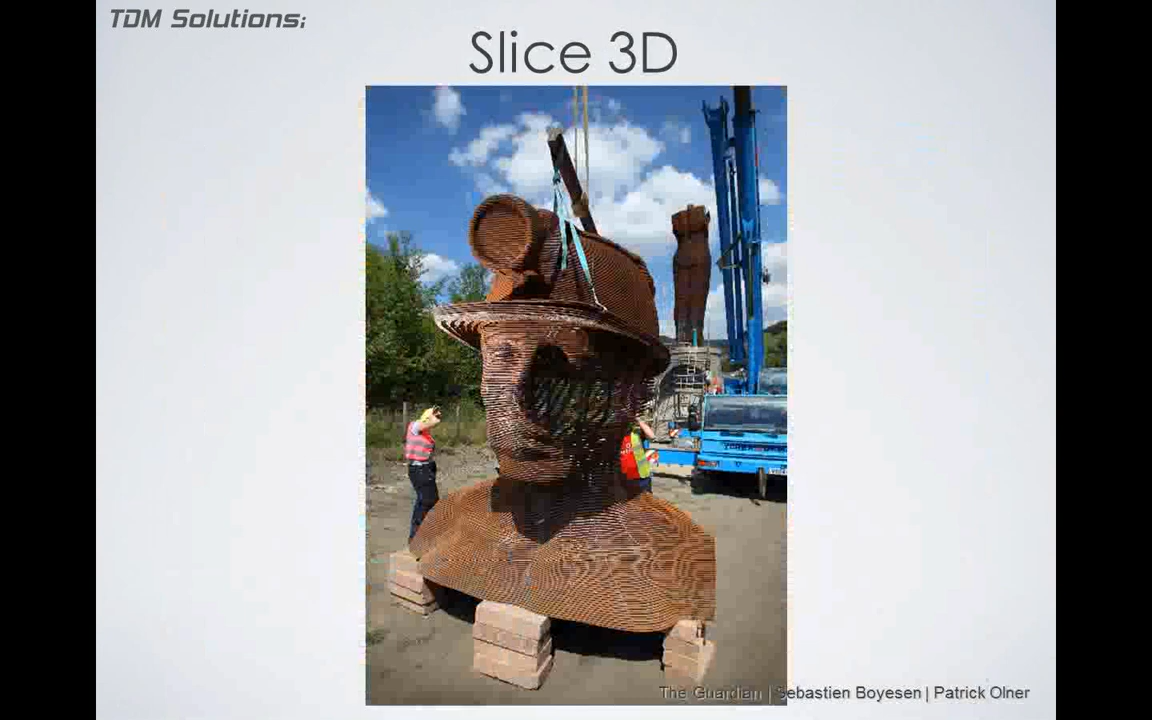 TDM Solutions;
Slice 3D
The Guardian | Sebastien Boyesen | Patrick Olner